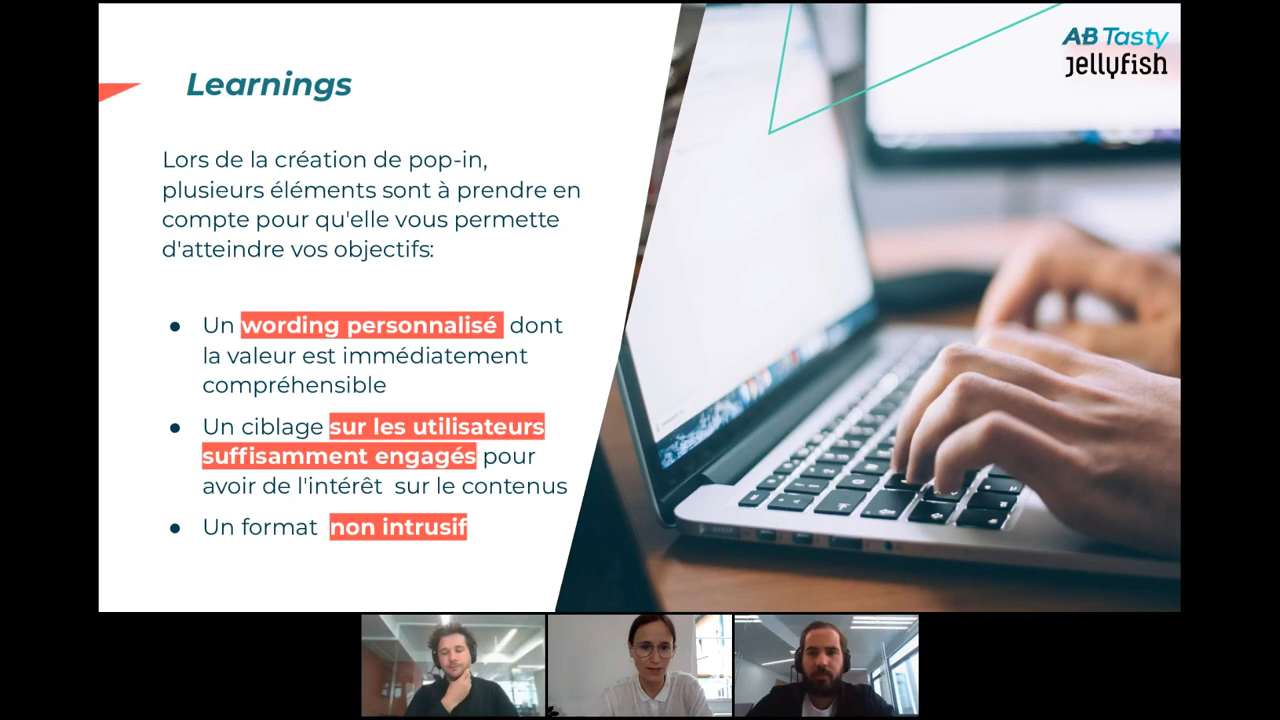 Learnings
AB Tasty
jellyfish
Lors de la création de pop-in,
plusieurs éléments sont à prendre en
compte pour qu'elle vous permette
d'atteindre vos objectifs:
● Un wording personnalisé dont
la valeur est immédiatement
compréhensible
● Un ciblage sur les utilisateurs
suffisamment engagés pour
avoir de l'intérêt sur le contenus
● Un format non intrusif